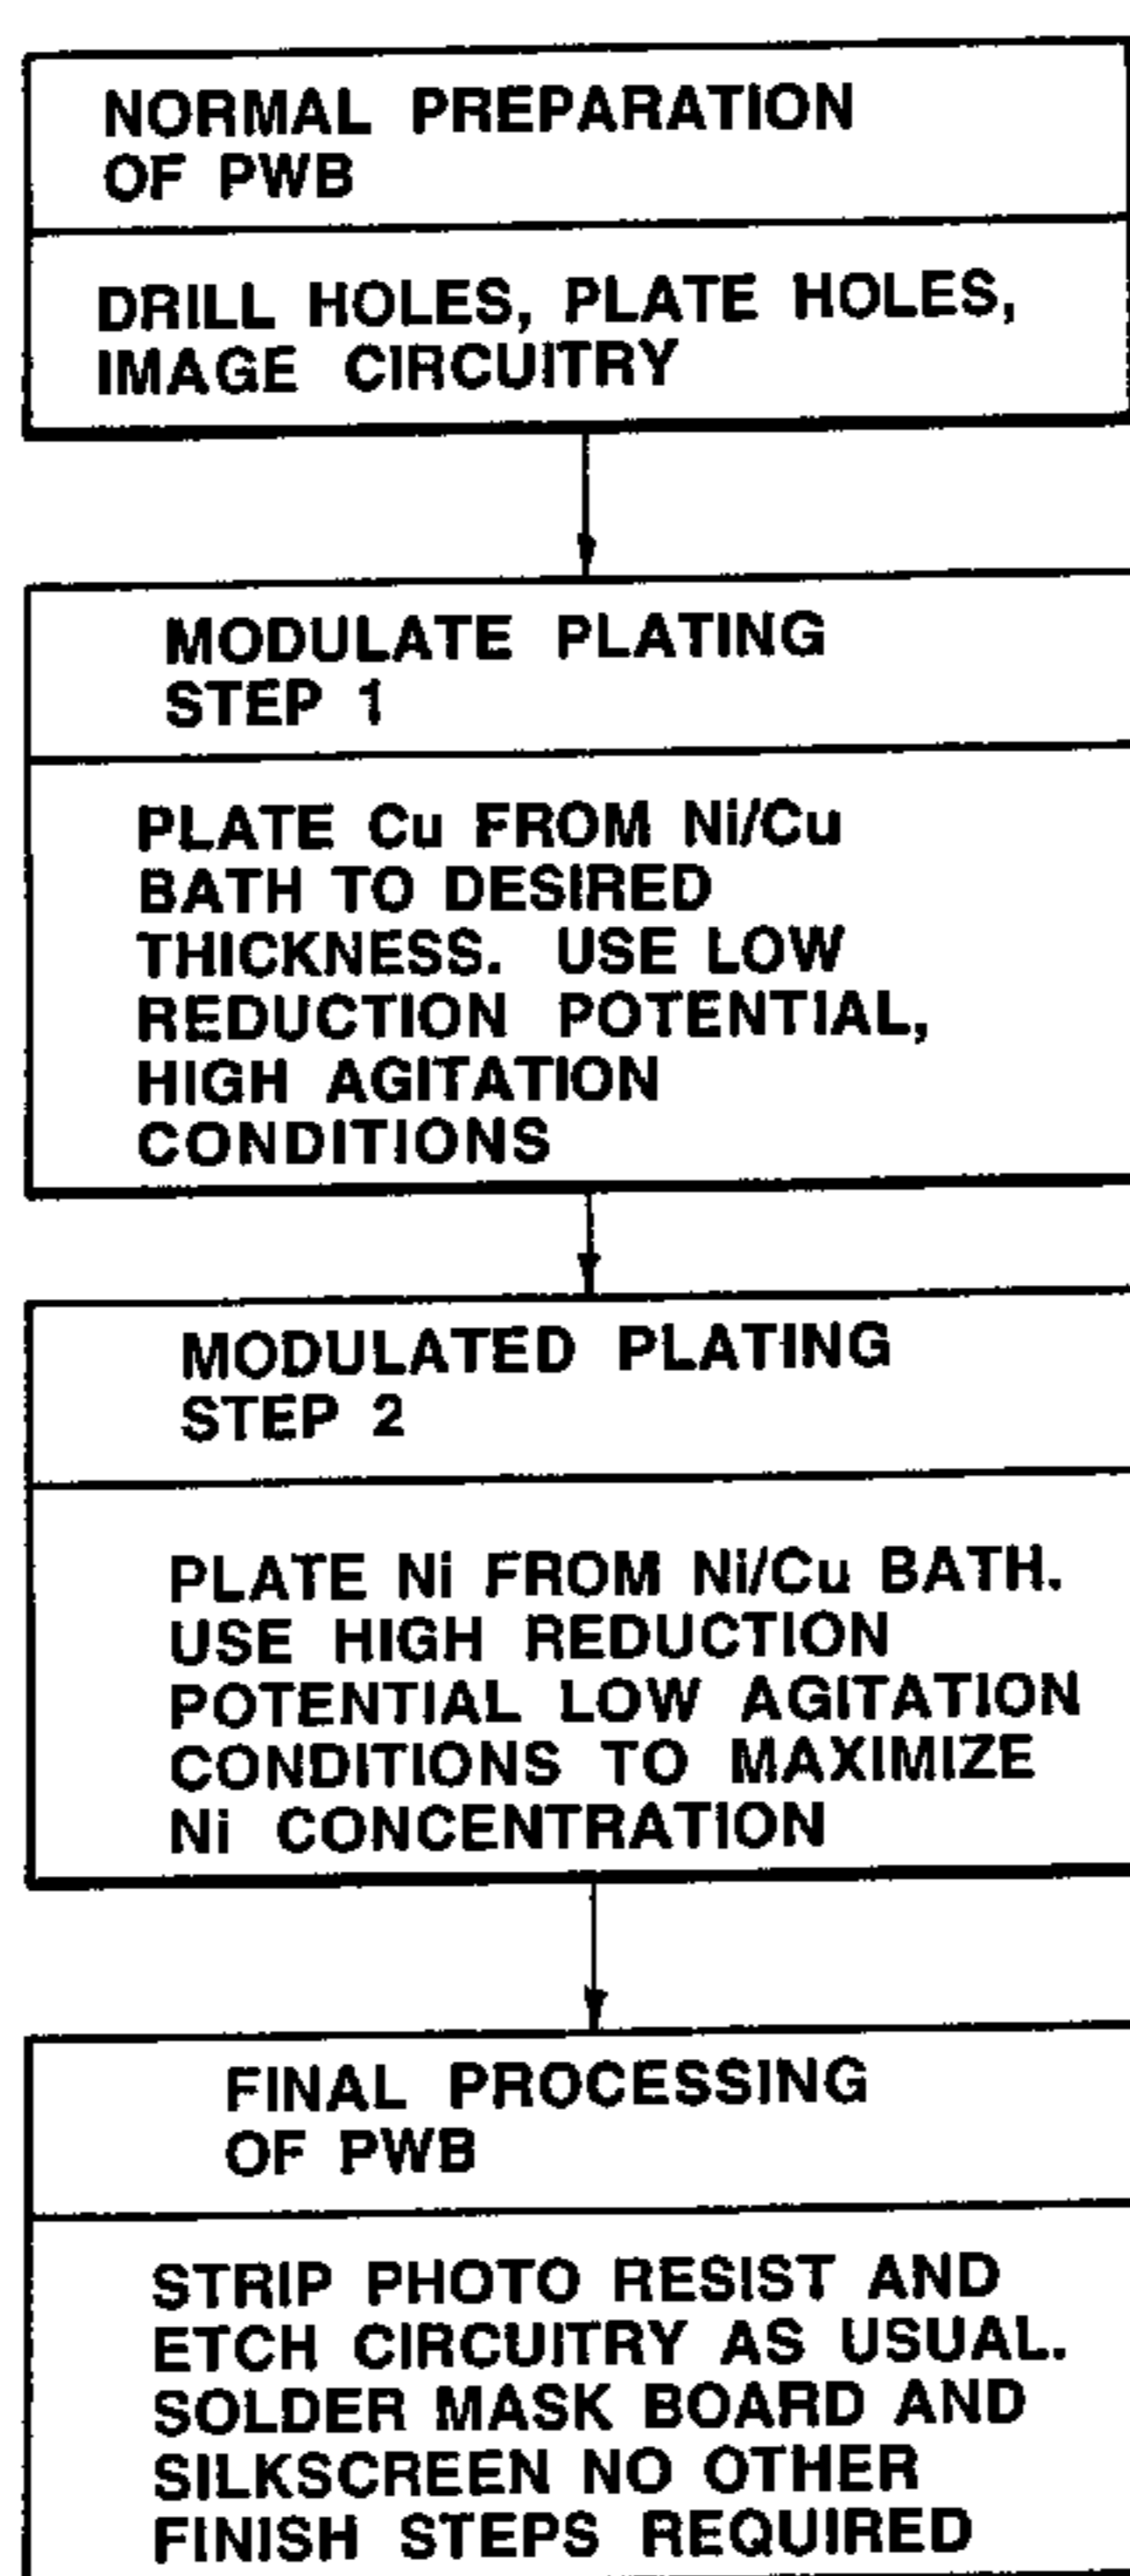 NORMAL PREPARATION
OF PWB
DRILL HOLES, PLATE HOLES,
IMAGE CIRCUITRY
MODULATE PLATING
STEP 1
PLATE Cu FROM Ni/Cu
BATH TO DESIRED
THICKNESS. USE LOW
REDUCTION POTENTIAL,
HIGH AGITATION
CONDITIONS
MODULATED PLATING
STEP 2
PLATE Ni FROM Ni/Cu BATH.
USE HIGH REDUCTION
POTENTIAL LOW AGITATION
CONDITIONS TO MAXIMIZE
Ni CONCENTRATION
FINAL PROCESSING
OF PWB
STRIP PHOTO RESIST AND
ETCH CIRCUITRY AS USUAL.
SOLDER MASK BOARD AND
SILKSCREEN NO OTHER
FINISH STEPS REQUIRED